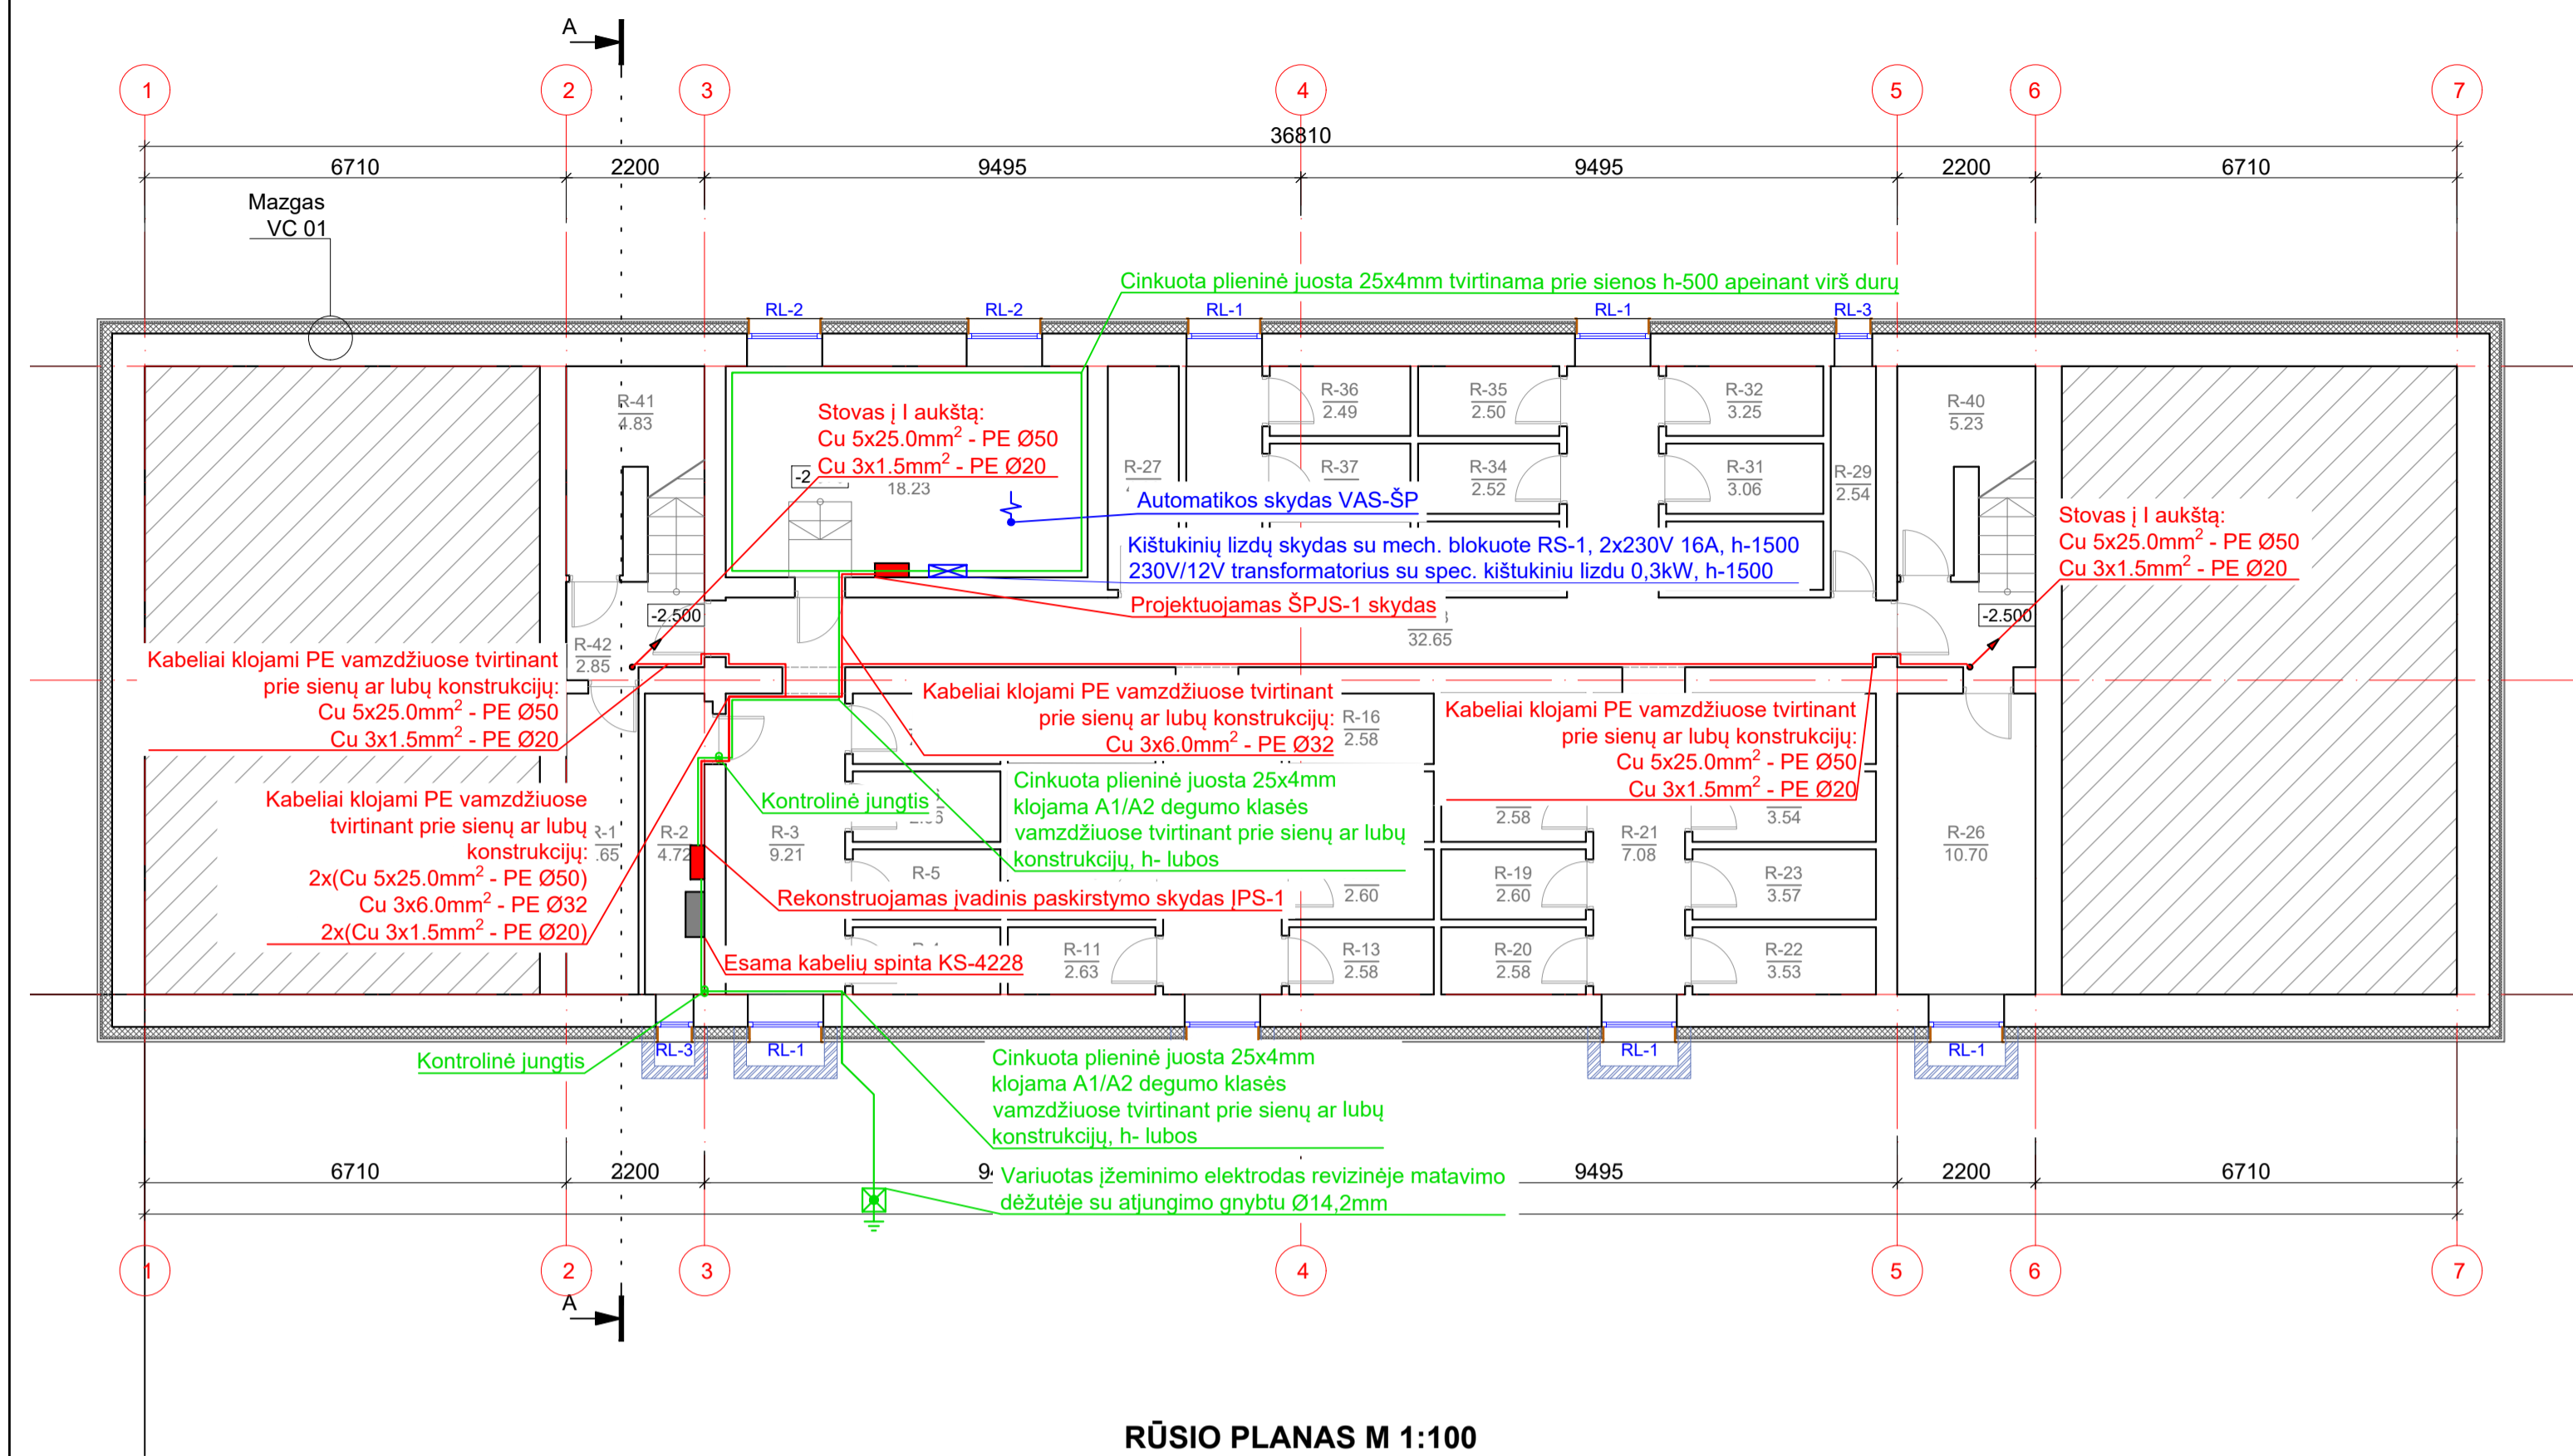 A
1
2
3
4
5
6
7
36810
6710
2200
9495
9495
2200
6710
Mazgas
VC 01
Cinkuota plieninė juosta 25x4mm tvirtinama prie sienos h-500 apeinant virš durų
RL-2
RL-2
RL-1
RL-1
RL-3
R-41
4.83
Stovas į I aukštą:
Cu 5x25.0mm² - PE Ø50
Cu 3x1.5mm² - PE Ø20
-2
18.23
R-27
R-36
2.49
R-35
2.50
R-32
3.25
R-37
R-34
2.52
R-31
3.06
R-29
2.54
R-40
5.23
Automatikos skydas VAS-ŠP
Kištukinių lizdų skydas su mech. blokuote RS-1, 2x230V 16A, h-1500
230V/12V transformatorius su spec. kištukiniu lizdu 0,3kW, h-1500
Projektuojamas ŠPJS-1 skydas
32.65
Stovas į I aukštą:
Cu 5x25.0mm² - PE Ø50
Cu 3x1.5mm² - PE Ø20
-2.500
-2.500
R-42
2.85
Kabeliai klojami PE vamzdžiuose tvirtinant
prie sienų ar lubų konstrukcijų:
Cu 5x25.0mm² - PE Ø50
Cu 3x1.5mm² - PE Ø20
Kabeliai klojami PE vamzdžiuose tvirtinant
prie sienų ar lubų konstrukcijų:
Cu 3x6.0mm² - PE Ø32
R-16
2.58
Kabeliai klojami PE vamzdžiuose tvirtinant
prie sienų ar lubų konstrukcijų:
Cu 5x25.0mm² - PE Ø50
Cu 3x1.5mm² - PE Ø20
Kabeliai klojami PE vamzdžiuose
tvirtinant prie sienų ar lubų
konstrukcijų:
2x(Cu 5x25.0mm² - PE Ø50)
Cu 3x6.0mm² - PE Ø32
2x(Cu 3x1.5mm² - PE Ø20)
Kontrolinė jungtis
Cinkuota plieninė juosta 25x4mm
klojama A1/A2 degumo klasės
vamzdžiuose tvirtinant prie sienų ar lubų
konstrukcijų, h- lubos
R-1
.65
R-2
4.72
R-3
9.21
R-5
2.58
R-21
7.08
3.54
R-26
10.70
Rekonstruojamas įvadinis paskirstymo skydas ĮPS-1
2.60
R-19
2.60
R-23
3.57
Esama kabelių spinta KS-4228
R-11
2.63
R-13
2.58
R-20
2.58
R-22
3.53
Kontrolinė jungtis
RL-3
RL-1
RL-1
RL-1
Cinkuota plieninė juosta 25x4mm
klojama A1/A2 degumo klasės
vamzdžiuose tvirtinant prie sienų ar lubų
konstrukcijų, h- lubos
6710
2200
9495
2200
6710
Variuotas įžeminimo elektrodas revizinėje matavimo
dėžutėje su atjungimo gnybtu Ø14,2mm
1
2
3
4
5
6
7
A
RŪSIO PLANAS M 1:100